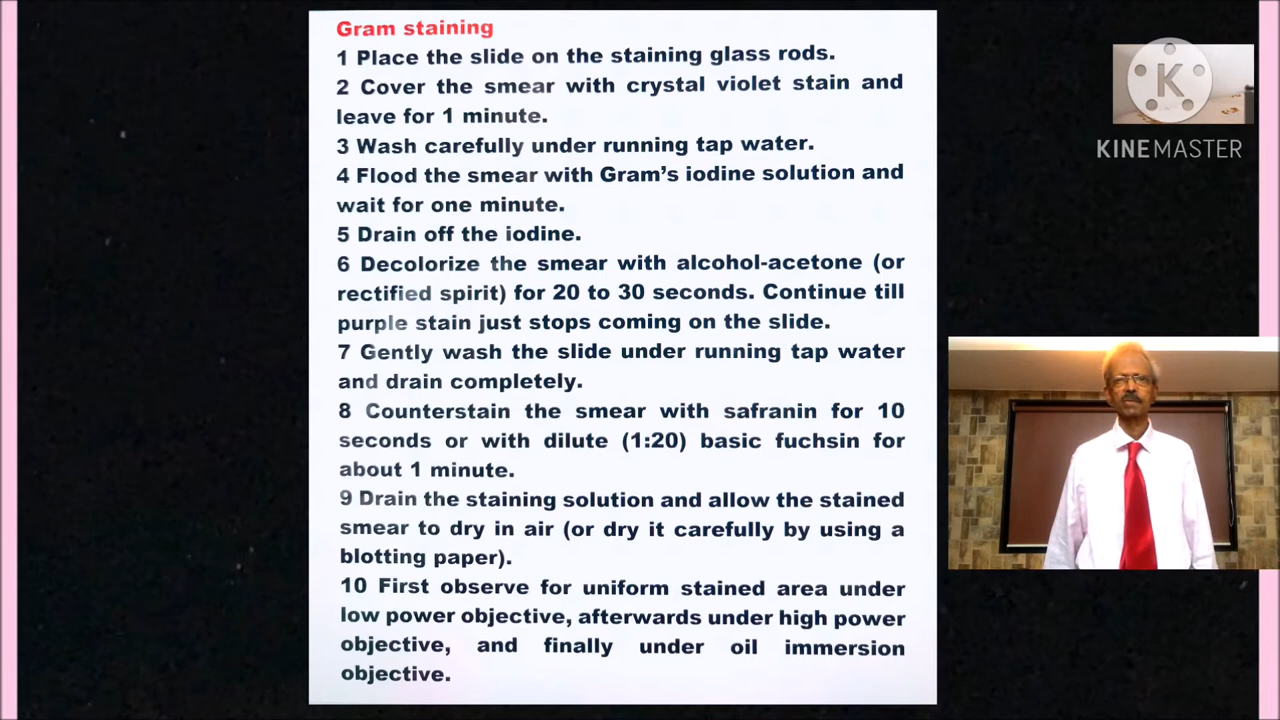 Gram staining
1 Place the slide on the staining glass rods.
2 Cover the smear with crystal violet stain and
leave for 1 minute.
3 Wash carefully under running tap water.
4 Flood the smear with Gram's iodine solution and
wait for one minute.
5 Drain off the iodine.
6 Decolorize the smear with alcohol-acetone (or
rectified spirit) for 20 to 30 seconds. Continue till
purple stain just stops coming on the slide.
7 Gently wash the slide under running tap water
and drain completely.
8 Counterstain the smear with safranin for 10
seconds or with dilute (1:20) basic fuchsin for
about 1 minute.
9 Drain the staining solution and allow the stained
smear to dry in air (or dry it carefully by using a
blotting paper).
10 First observe for uniform stained area under
low power objective, afterwards under high power
objective, and finally under oil immersion
objective.
K
KINEMASTER